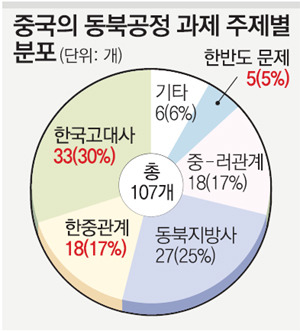 중국의 동북공정 과제 주제별
분포(단위: 개)
한반도 문제
5(5%)
기타
6(6%)
중-러관계
18(17%)
한국고대사
33(30%)
총
107개
한중관계
18(17%)
동북지방사
27(25%)